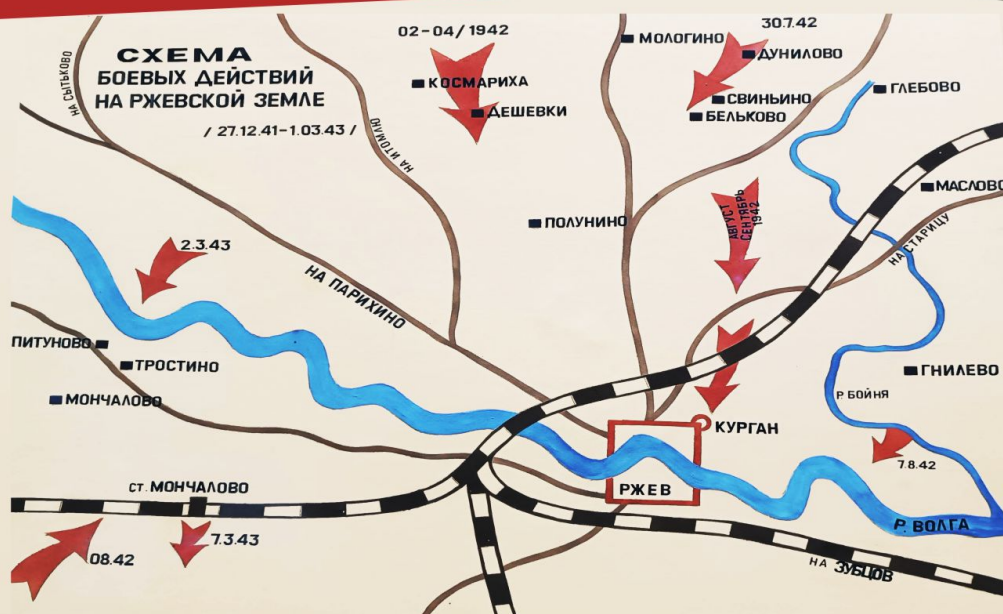 СХЕМА
БОЕВЫХ ДЕЙСТВИЙ
НА РЖЕВСКОЙ ЗЕМЛЕ
/ 27.12.41-1.03.43 /
НА СЫТЬКОВО
02-04/1942
КОСМАРИХА
ДЕШЕВКИ
НА ИТОМЛЮ
МОЛОГИНО
30.7.42
ДУНИЛОВО
СВИНЬИНО
БЕЛЬКОВО
ГЛЕБОВО
МАСЛОВО
ПОЛУНИНО
АВГУСТ
СЕНТЯБРЬ
1942
НА СТАРИЦУ
2.3.43
НА ПАРИХИНО
ПИТУНОВО
ТРОСТИНО
МОНЧАЛОВО
ГНИЛЕВО
Р. БОЙНЯ
КУРГАН
7.8.42
СТ. МОНЧАЛОВО
РЖЕВ
Р. ВОЛГА
08.42
7.3.43
НА ЗУБЦОВ